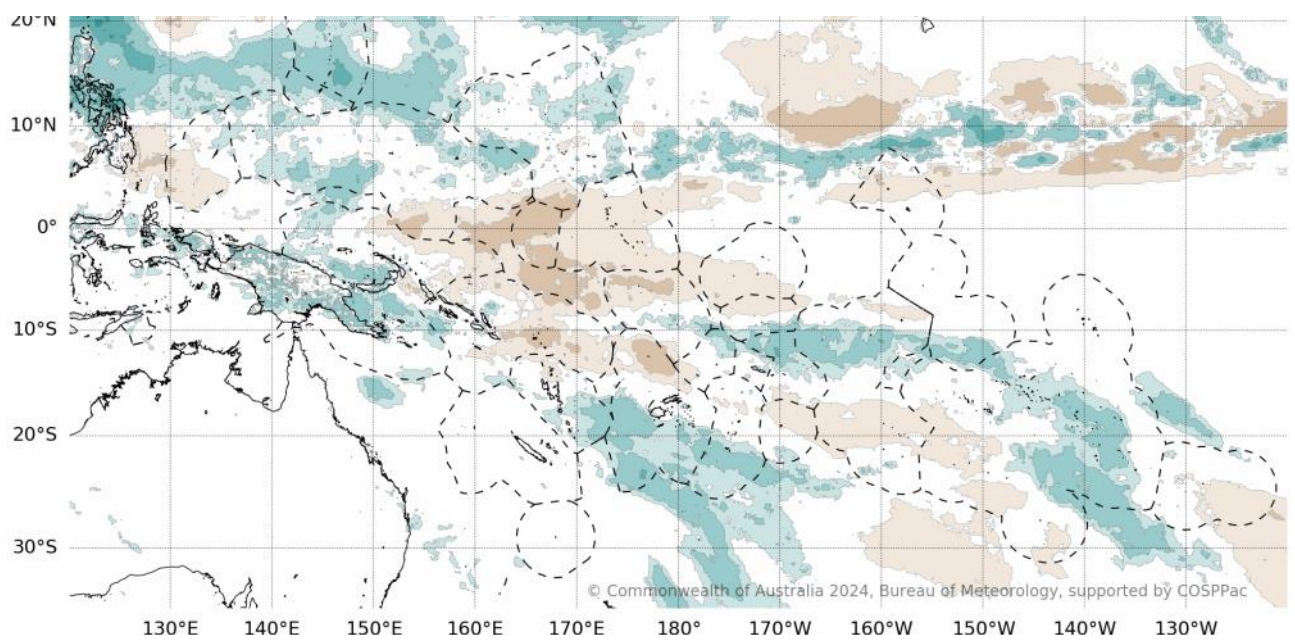 20°N
10°N
0°
10°S
20°S
30°S
© Commonwealth of Australia 2024, Bureau of Meteorology, supported by COSPPac
130°E 140°E 150°E 160°E 170°E 180° 170°W 160°W 150°W 140°W 130°W